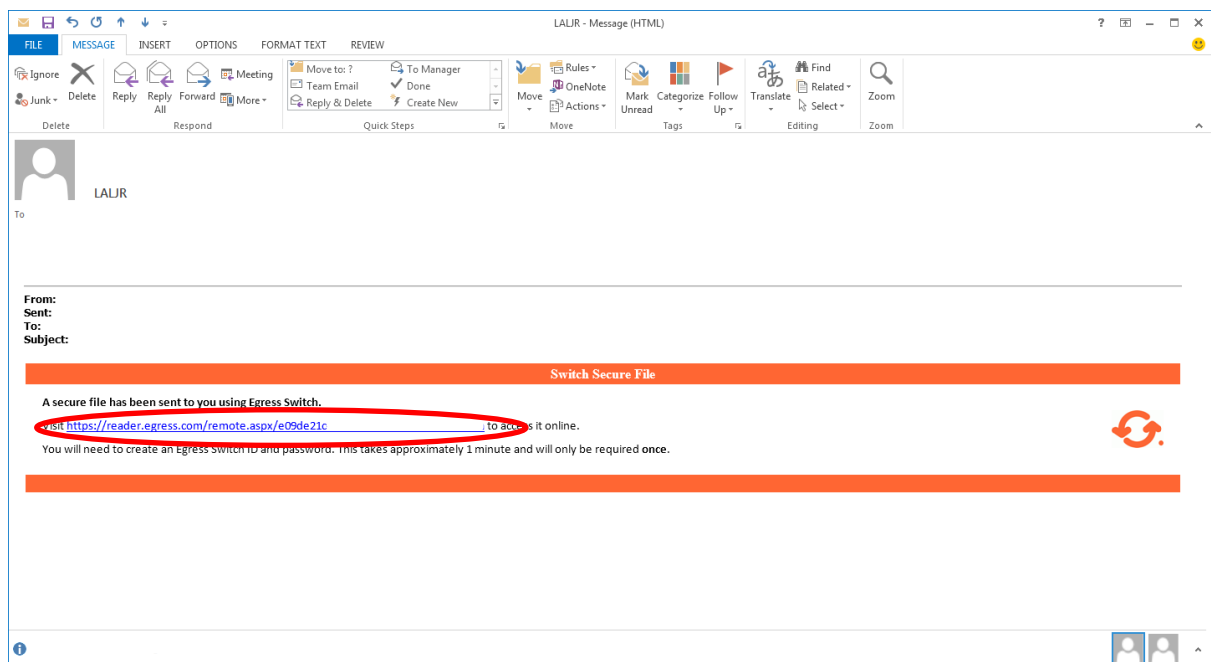 LALJR - Message (HTML)
?
FILE MESSAGE INSERT OPTIONS FORMAT TEXT REVIEW
Ignore
Junk
Delete
Delete
Reply
Reply All
Forward
Meeting
More
Respond
Move to: ?
Team Email
Reply & Delete
To Manager
Done
Create New
Quick Steps
Move
Rules
OneNote
Actions
Move
Mark Unread
Categorize
Follow Up
Tags
Translate
Find
Related
Select
Editing
Zoom
Zoom
LALJR
To
From:
Sent:
To:
Subject:
Switch Secure File
A secure file has been sent to you using Egress Switch.
Visit https://reader.egress.com/remote.aspx/e09de21c to access it online.
You will need to create an Egress Switch ID and password. This takes approximately 1 minute and will only be required once.